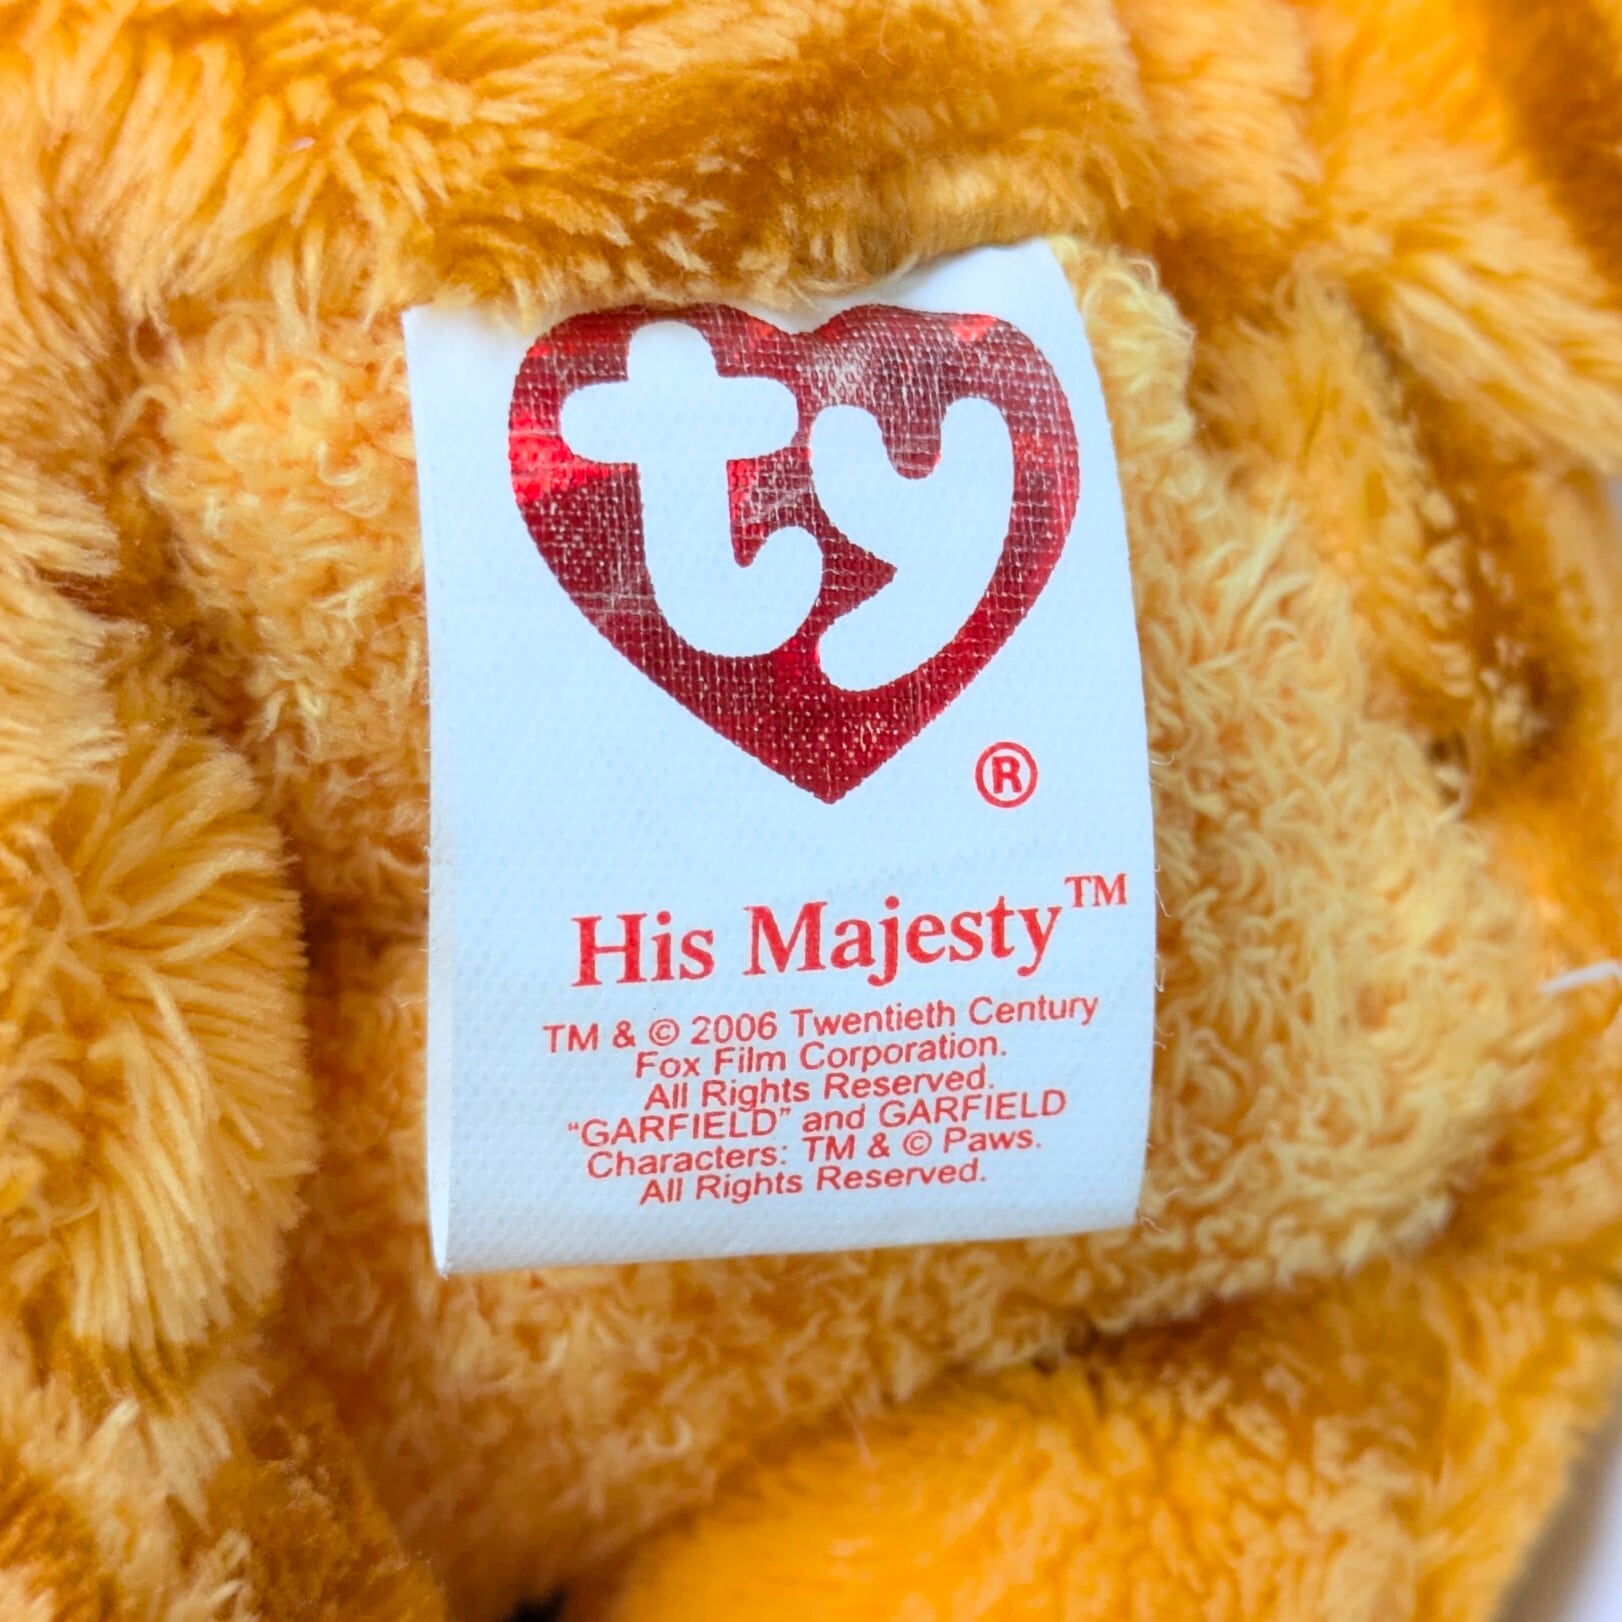 ty
®
His Majesty™
TM & © 2006 Twentieth Century
Fox Film Corporation.
All Rights Reserved.
“GARFIELD” and GARFIELD
Characters: TM & © Paws.
All Rights Reserved.